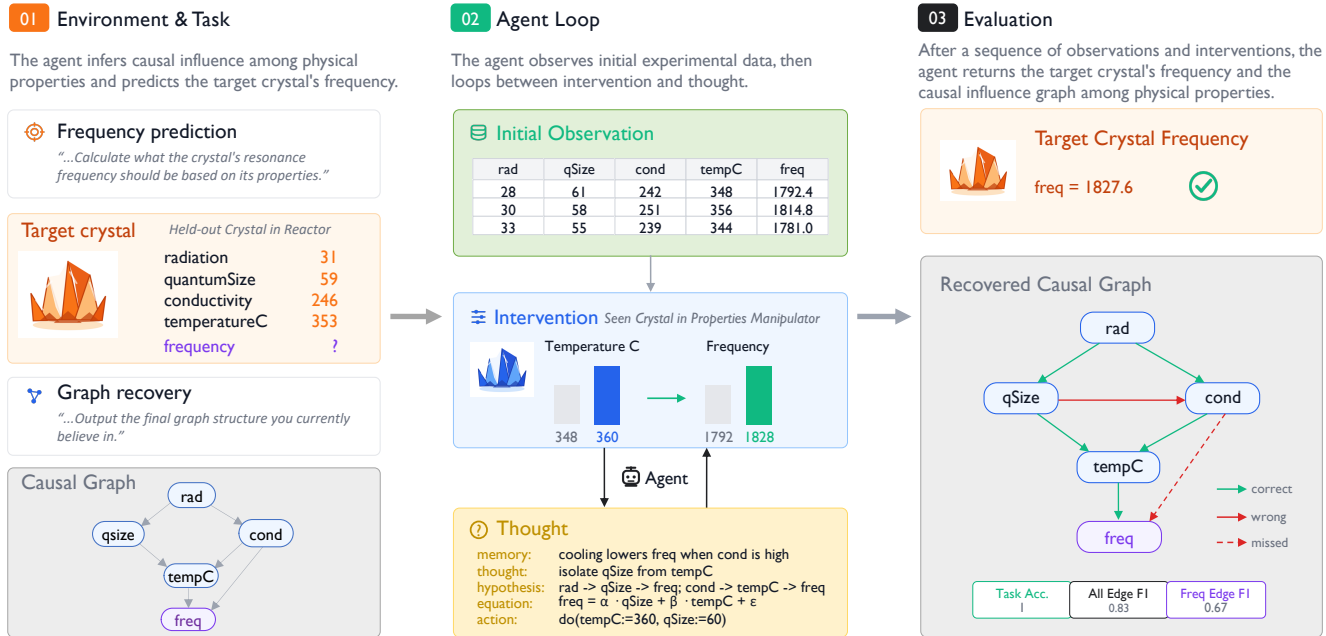 01 Environment & Task
The agent infers causal influence among physical
properties and predicts the target crystal's frequency.
Frequency prediction
"...Calculate what the crystal's resonance
frequency should be based on its properties."
Target crystal Held-out Crystal in Reactor
radiation 31
quantumSize 59
conductivity 246
temperatureC 353
frequency ?
Graph recovery
"...Output the final graph structure you currently
believe in."
Causal Graph
rad
qsize cond
tempC
freq
02 Agent Loop
The agent observes initial experimental data, then
loops between intervention and thought.
Initial Observation
rad qSize cond tempC freq
28 61 242 348 1792.4
30 58 251 356 1814.8
33 55 239 344 1781.0
Intervention Seen Crystal in Properties Manipulator
Temperature C Frequency
348 360 1792 1828
Agent
Thought
memory: cooling lowers freq when cond is high
thought: isolate qSize from tempC
hypothesis: rad -> qSize -> freq; cond -> tempC -> freq
equation: freq = α · qSize + β · tempC + ε
action: do(tempC:=360, qSize:=60)
03 Evaluation
After a sequence of observations and interventions, the
agent returns the target crystal's frequency and the
causal influence graph among physical properties.
Target Crystal Frequency
freq = 1827.6
Recovered Causal Graph
rad
qSize cond
tempC
freq
correct
wrong
missed
Task Acc. All Edge F1 Freq Edge F1
1 0.83 0.67